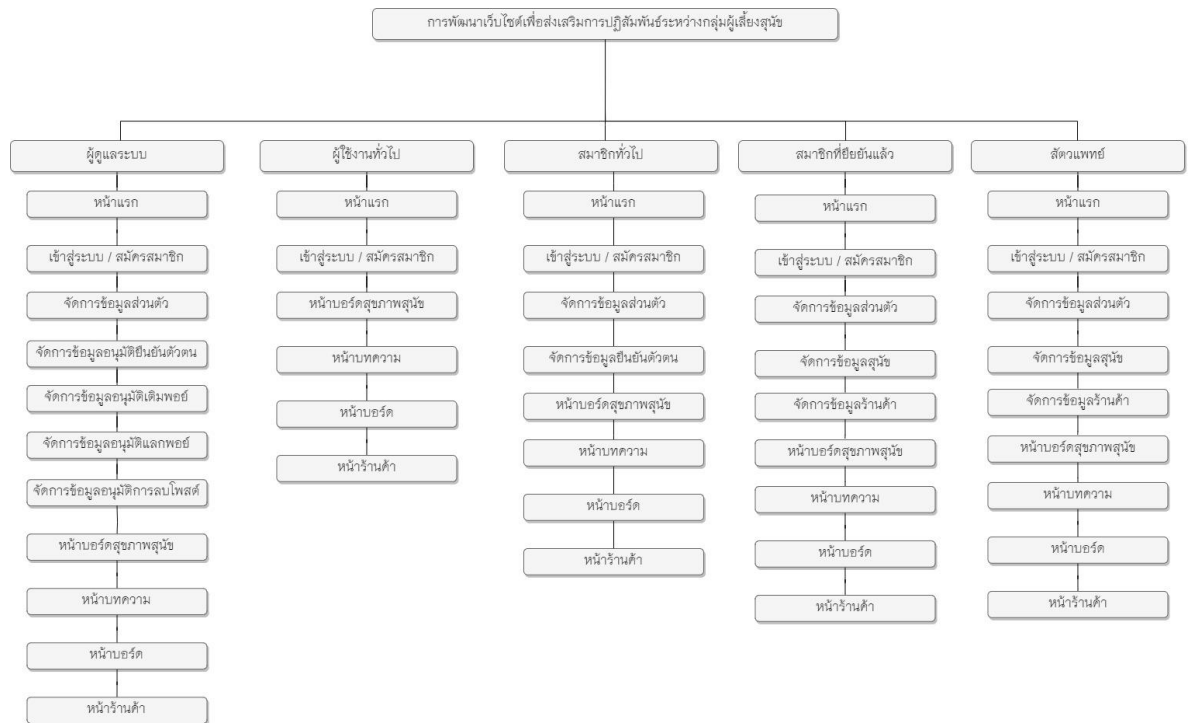 การพัฒนาเว็บไซต์เพื่อส่งเสริมการปฏิสัมพันธ์ระหว่างกลุ่มผู้เลี้ยงสุนัข
ผู้ดูแลระบบ
หน้าแรก
เข้าสู่ระบบ / สมัครสมาชิก
จัดการข้อมูลส่วนตัว
จัดการข้อมูลอนุมัติยืนยันตัวตน
จัดการข้อมูลอนุมัติเติมพอย์
จัดการข้อมูลอนุมัติแลกพอย์
จัดการข้อมูลอนุมัติการลบโพสต์
หน้าบอร์ดสุขภาพสุนัข
หน้าบทความ
หน้าบอร์ด
หน้าร้านค้า
ผู้ใช้งานทั่วไป
หน้าแรก
เข้าสู่ระบบ / สมัครสมาชิก
หน้าบอร์ดสุขภาพสุนัข
หน้าบทความ
หน้าบอร์ด
หน้าร้านค้า
สมาชิกทั่วไป
หน้าแรก
เข้าสู่ระบบ / สมัครสมาชิก
จัดการข้อมูลส่วนตัว
จัดการข้อมูลยืนยันตัวตน
หน้าบอร์ดสุขภาพสุนัข
หน้าบทความ
หน้าบอร์ด
หน้าร้านค้า
สมาชิกที่ยืยยันแล้ว
หน้าแรก
เข้าสู่ระบบ / สมัครสมาชิก
จัดการข้อมูลส่วนตัว
จัดการข้อมูลสุนัข
จัดการข้อมูลร้านค้า
หน้าบอร์ดสุขภาพสุนัข
หน้าบทความ
หน้าบอร์ด
หน้าร้านค้า
สัตวแพทย์
หน้าแรก
เข้าสู่ระบบ / สมัครสมาชิก
จัดการข้อมูลส่วนตัว
จัดการข้อมูลสุนัข
จัดการข้อมูลร้านค้า
หน้าบอร์ดสุขภาพสุนัข
หน้าบทความ
หน้าบอร์ด
หน้าร้านค้า